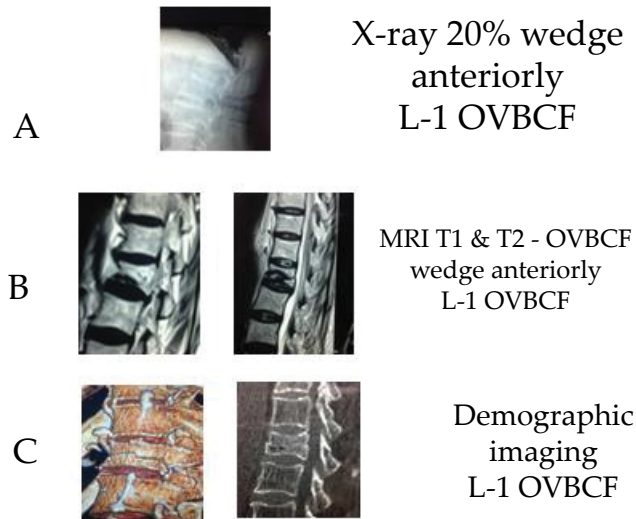 X-ray 20% wedge
anteriorly
L-1 OVBCF
A
MRI T1 & T2 - OVBCF
wedge anteriorly
L-1 OVBCF
B
Demographic
imaging
L-1 OVBCF
C